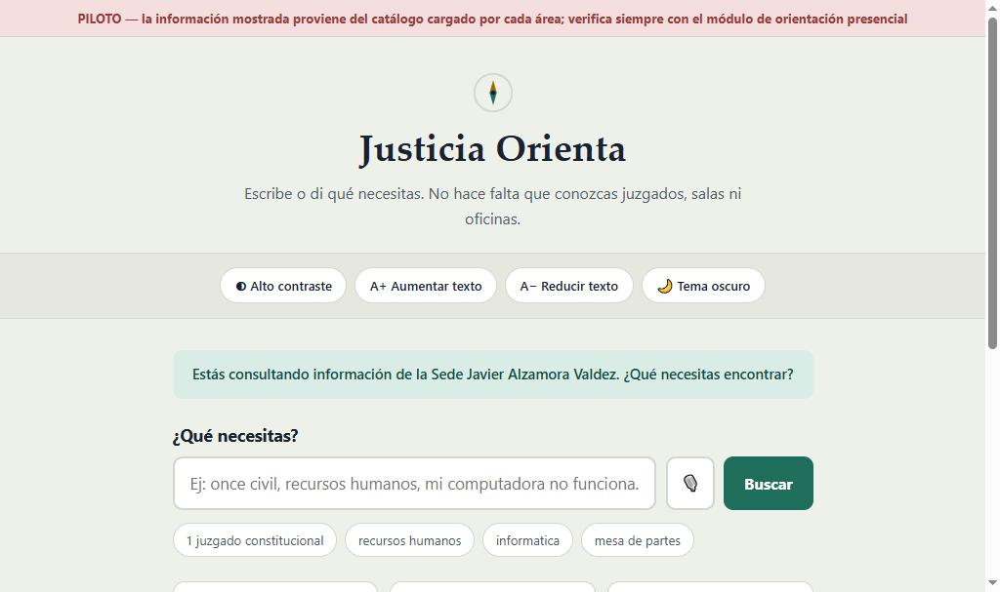 PILOTO — la información mostrada proviene del catálogo cargado por cada área; verifica siempre con el módulo de orientación presencial
Justicia Orienta
Escribe o di qué necesitas. No hace falta que conozcas juzgados, salas ni
oficinas.
Alto contraste A+ Aumentar texto A− Reducir texto Tema oscuro
Estás consultando información de la Sede Javier Alzamora Valdez. ¿Qué necesitas encontrar?
¿Qué necesitas?
Ej: once civil, recursos humanos, mi computadora no funciona. Buscar
1 juzgado constitucional recursos humanos informatica mesa de partes